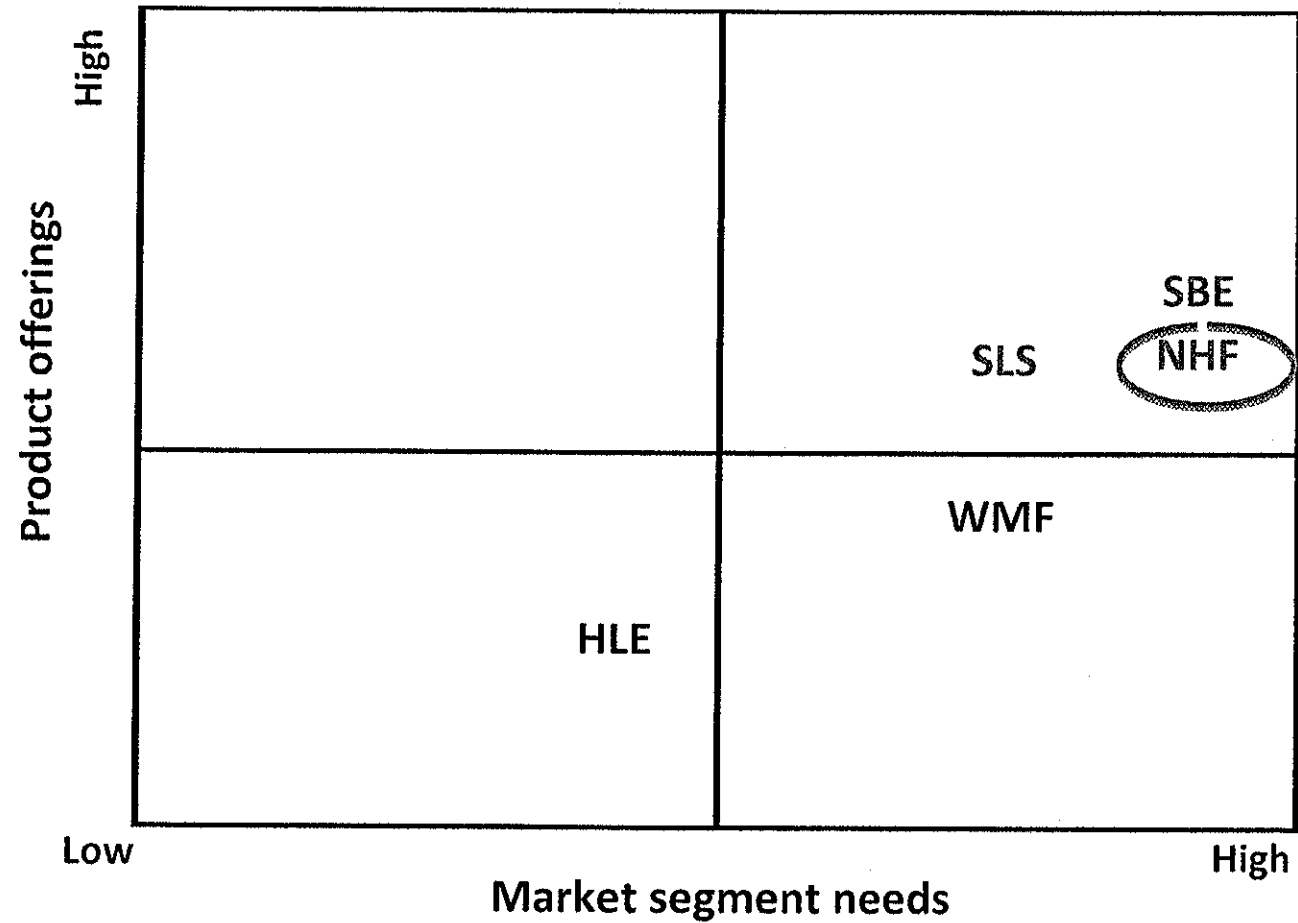 High
Product offerings
SBE
SLS
NHF
WMF
HLE
Low
High
Market segment needs